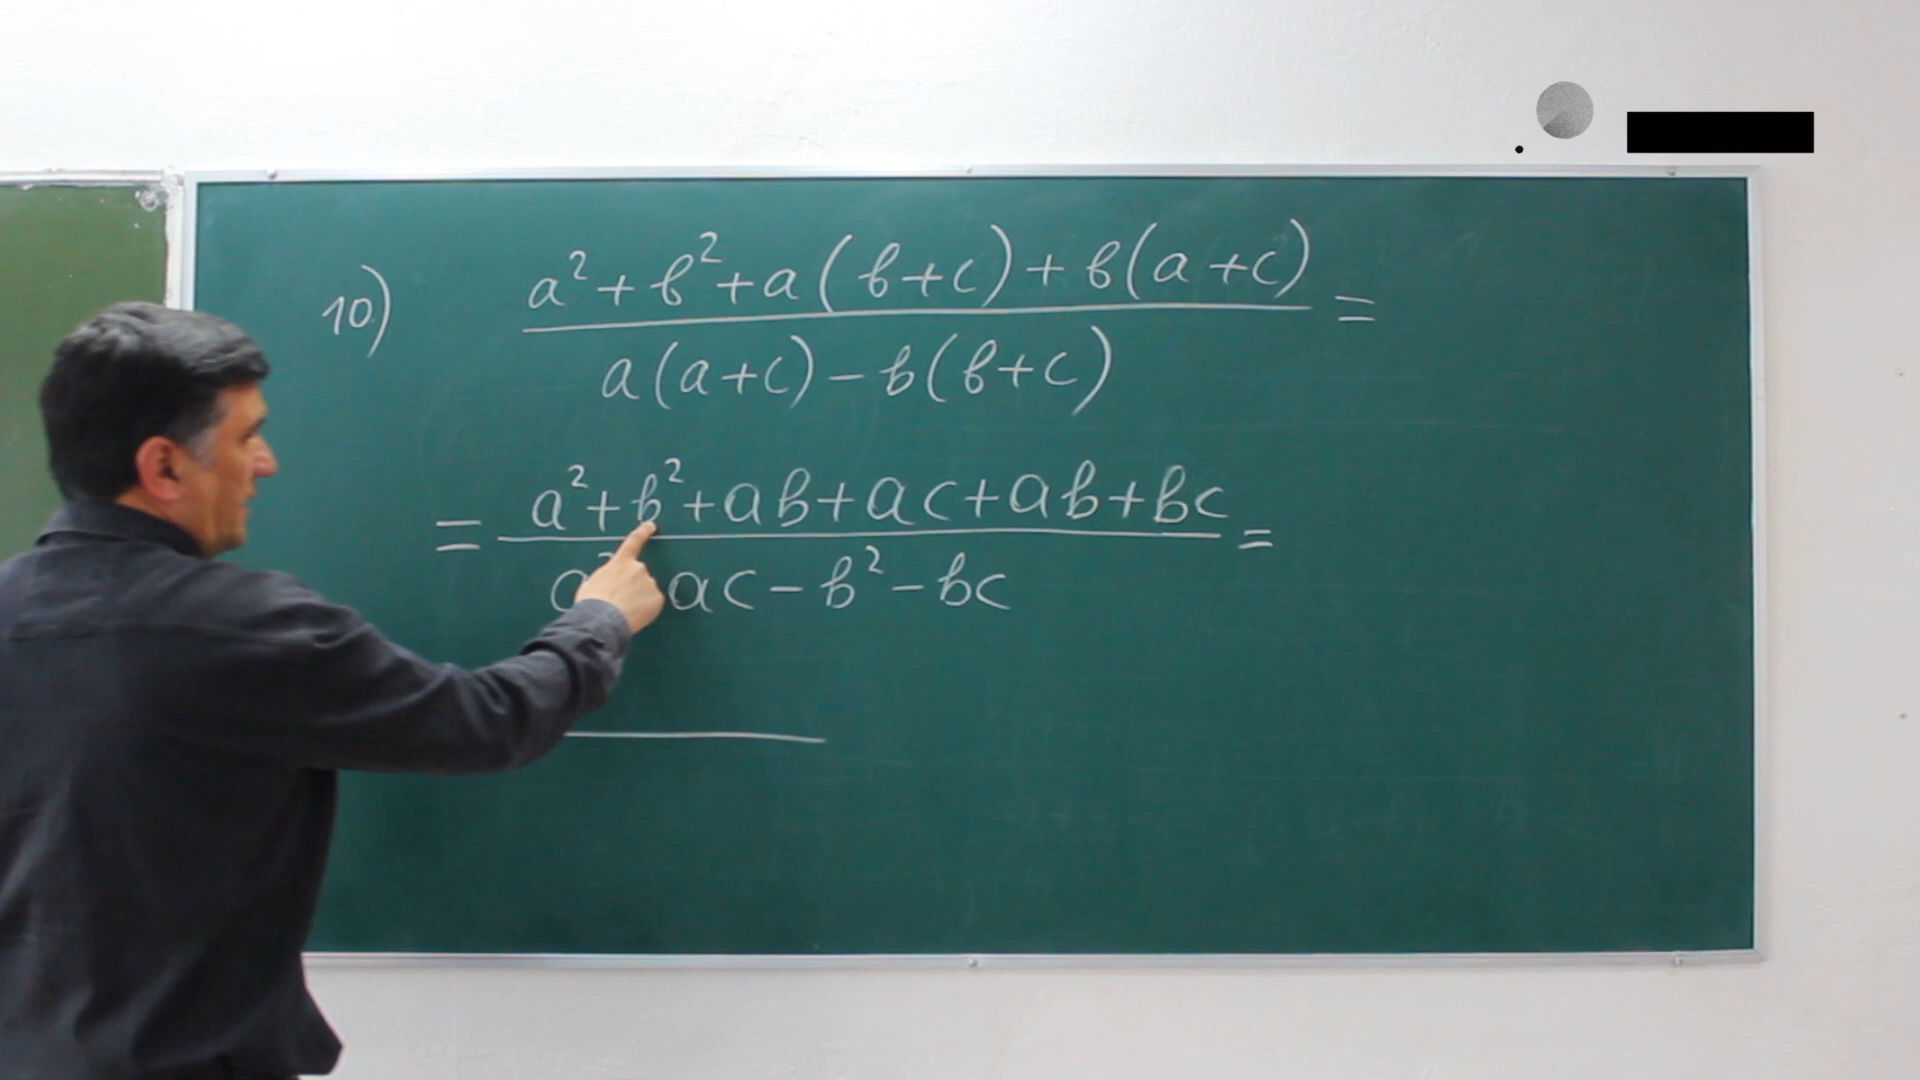 10) a²+b²+a(b+c)+b(a+c) =
a(a+c)-b(b+c)
= a²+b²+ab+ac+ab+bc =
a² ac-b²-bc